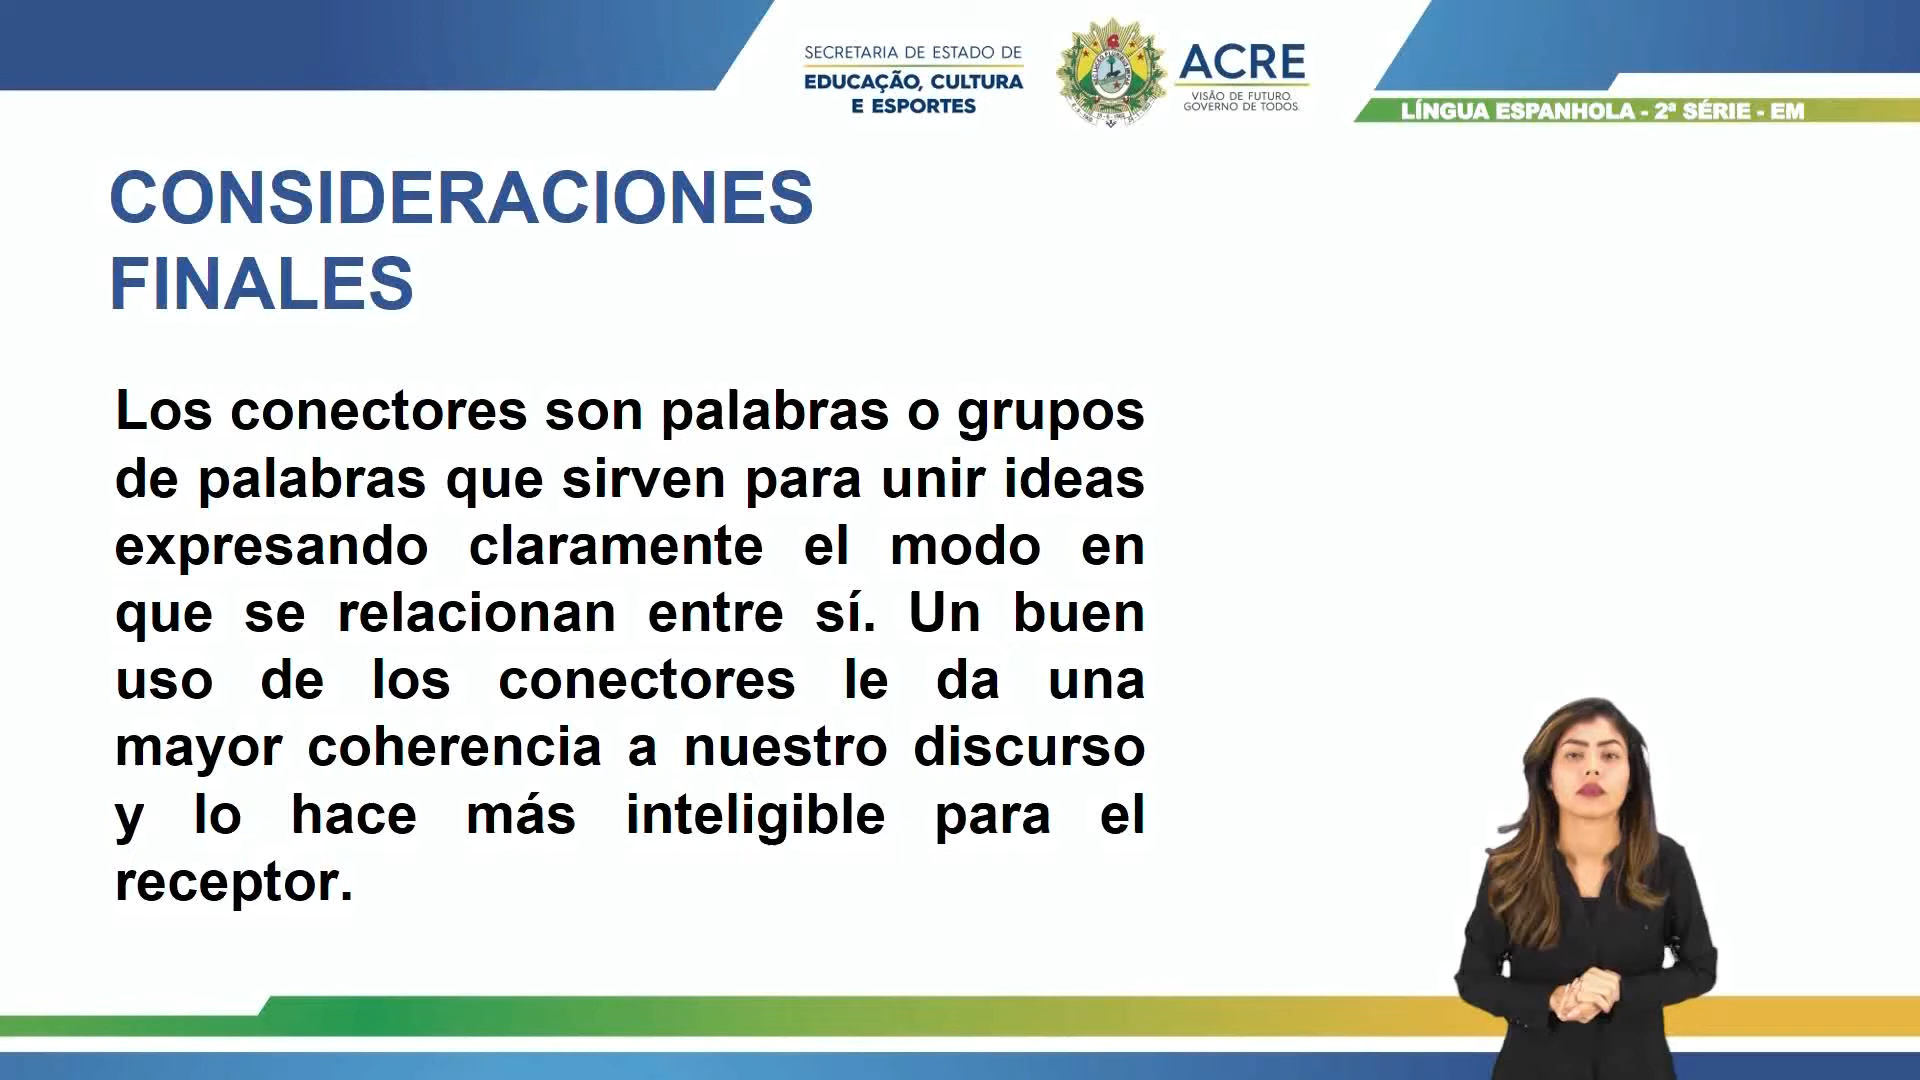 SECRETARIA DE ESTADO DE
EDUCAÇÃO, CULTURA
E ESPORTES
ACRE
VISÃO DE FUTURO.
GOVERNO DE TODOS.
LÍNGUA ESPANHOLA - 2ª SÉRIE - EM
CONSIDERACIONES
FINALES
Los conectores son palabras o grupos
de palabras que sirven para unir ideas
expresando claramente el modo en
que se relacionan entre sí. Un buen
uso de los conectores le da una
mayor coherencia a nuestro discurso
y lo hace más inteligible para el
receptor.